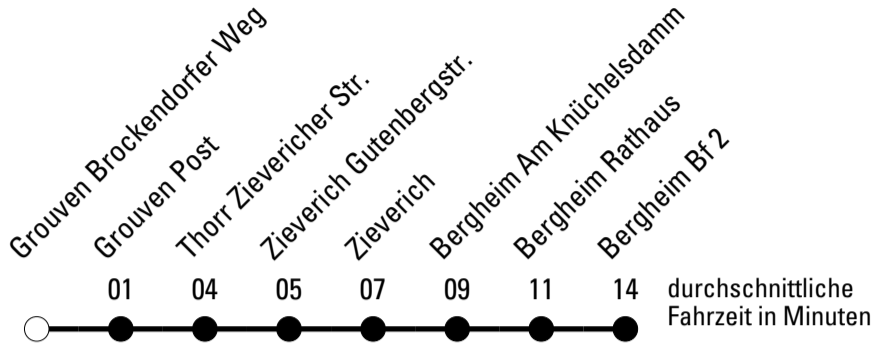 Grouven Brockendorfer Weg
Grouven Post
Thorr Zievericher Str.
Zieverich Gutenbergstr.
Zieverich
Bergheim Am Knüchelsdamm
Bergheim Rathaus
Bergheim Bf 2
01 04 05 07 09 11 14
durchschnittliche
Fahrzeit in Minuten